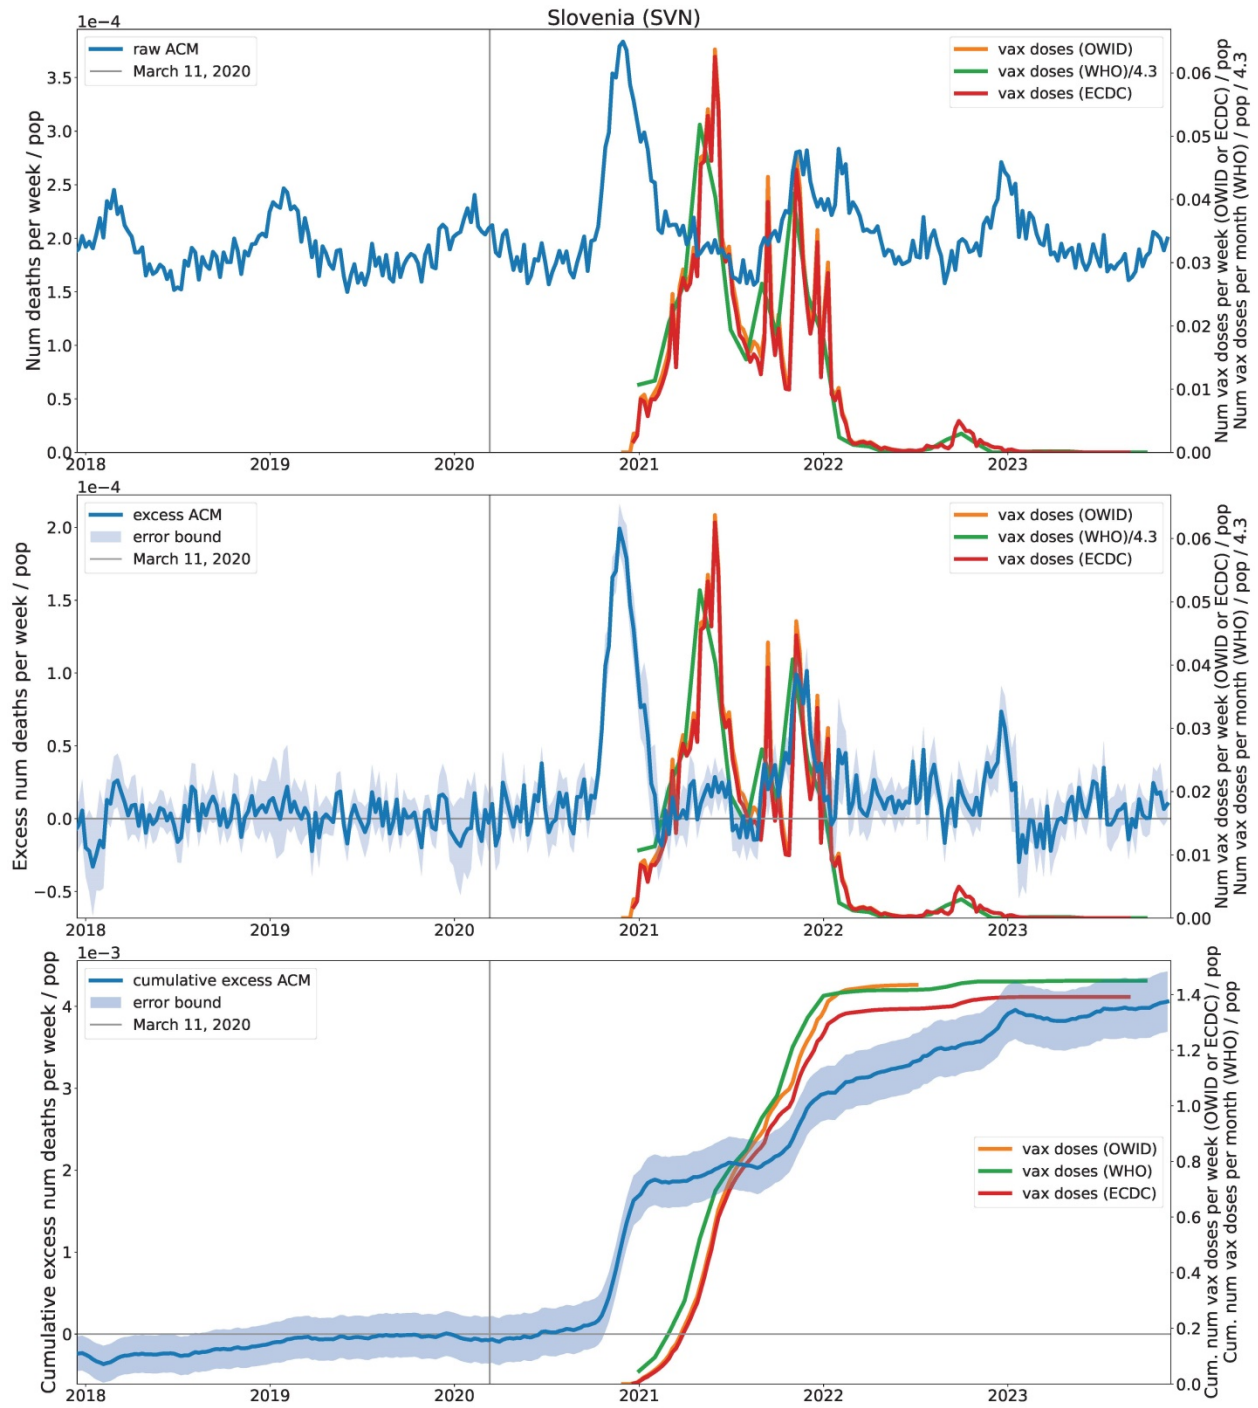 Slovenia (SVN)
1e−4
raw ACM
March 11, 2020
vax doses (OWID)
vax doses (WHO)/4.3
vax doses (ECDC)
Num deaths per week / pop
3.5
3.0
2.5
2.0
1.5
1.0
0.5
0.0
0.06
0.05
0.04
0.03
0.02
0.01
0.00
Num vax doses per week (OWID or ECDC) / pop
Num vax doses per month (WHO) / pop / 4.3
2018 2019 2020 2021 2022 2023
1e−4
excess ACM
error bound
March 11, 2020
vax doses (OWID)
vax doses (WHO)/4.3
vax doses (ECDC)
Excess num deaths per week / pop
2.0
1.5
1.0
0.5
0.0
−0.5
0.06
0.05
0.04
0.03
0.02
0.01
0.00
Num vax doses per week (OWID or ECDC) / pop
Num vax doses per month (WHO) / pop / 4.3
2018 2019 2020 2021 2022 2023
1e−3
cumulative excess ACM
error bound
March 11, 2020
vax doses (OWID)
vax doses (WHO)
vax doses (ECDC)
Cumulative excess num deaths per week / pop
4
3
2
1
0
1.4
1.2
1.0
0.8
0.6
0.4
0.2
0.0
Cum. num vax doses per week (OWID or ECDC) / pop
Cum. num vax doses per month (WHO) / pop
2018 2019 2020 2021 2022 2023